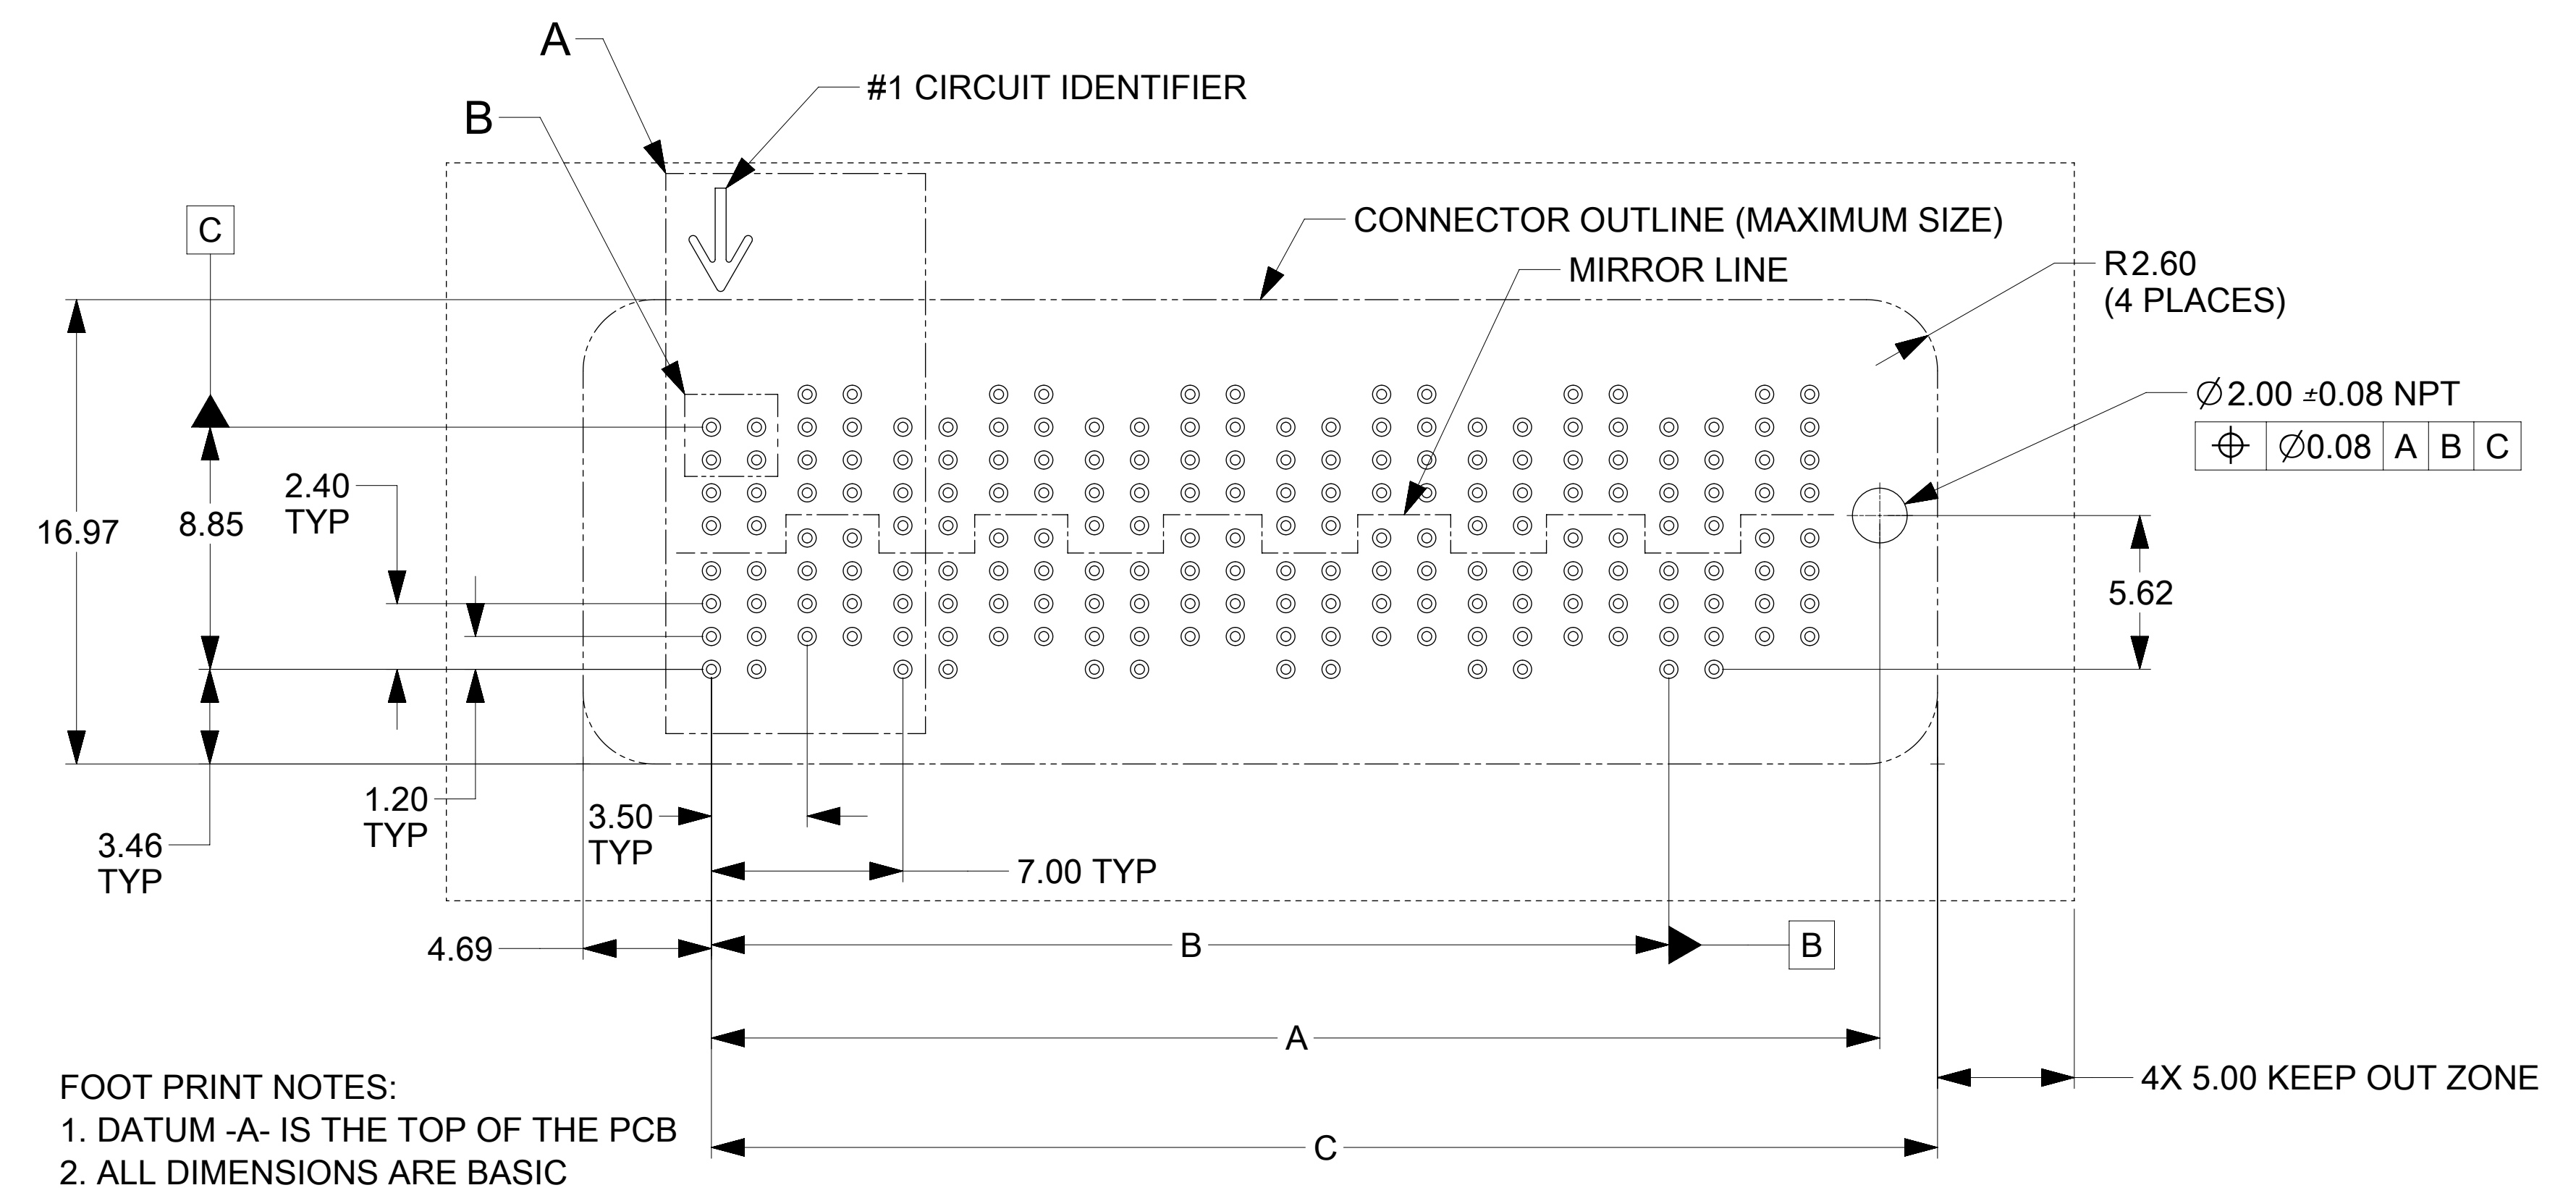 A
#1 CIRCUIT IDENTIFIER
B
C
CONNECTOR OUTLINE (MAXIMUM SIZE)
MIRROR LINE
R2.60
(4 PLACES)
∅2.00 ±0.08 NPT
⌖ ∅0.08 A B C
2.40
TYP
16.97
8.85
5.62
1.20
TYP
3.46
TYP
3.50
TYP
7.00 TYP
4.69
B
B
A
4X 5.00 KEEP OUT ZONE
C
FOOT PRINT NOTES:
1. DATUM -A- IS THE TOP OF THE PCB
2. ALL DIMENSIONS ARE BASIC